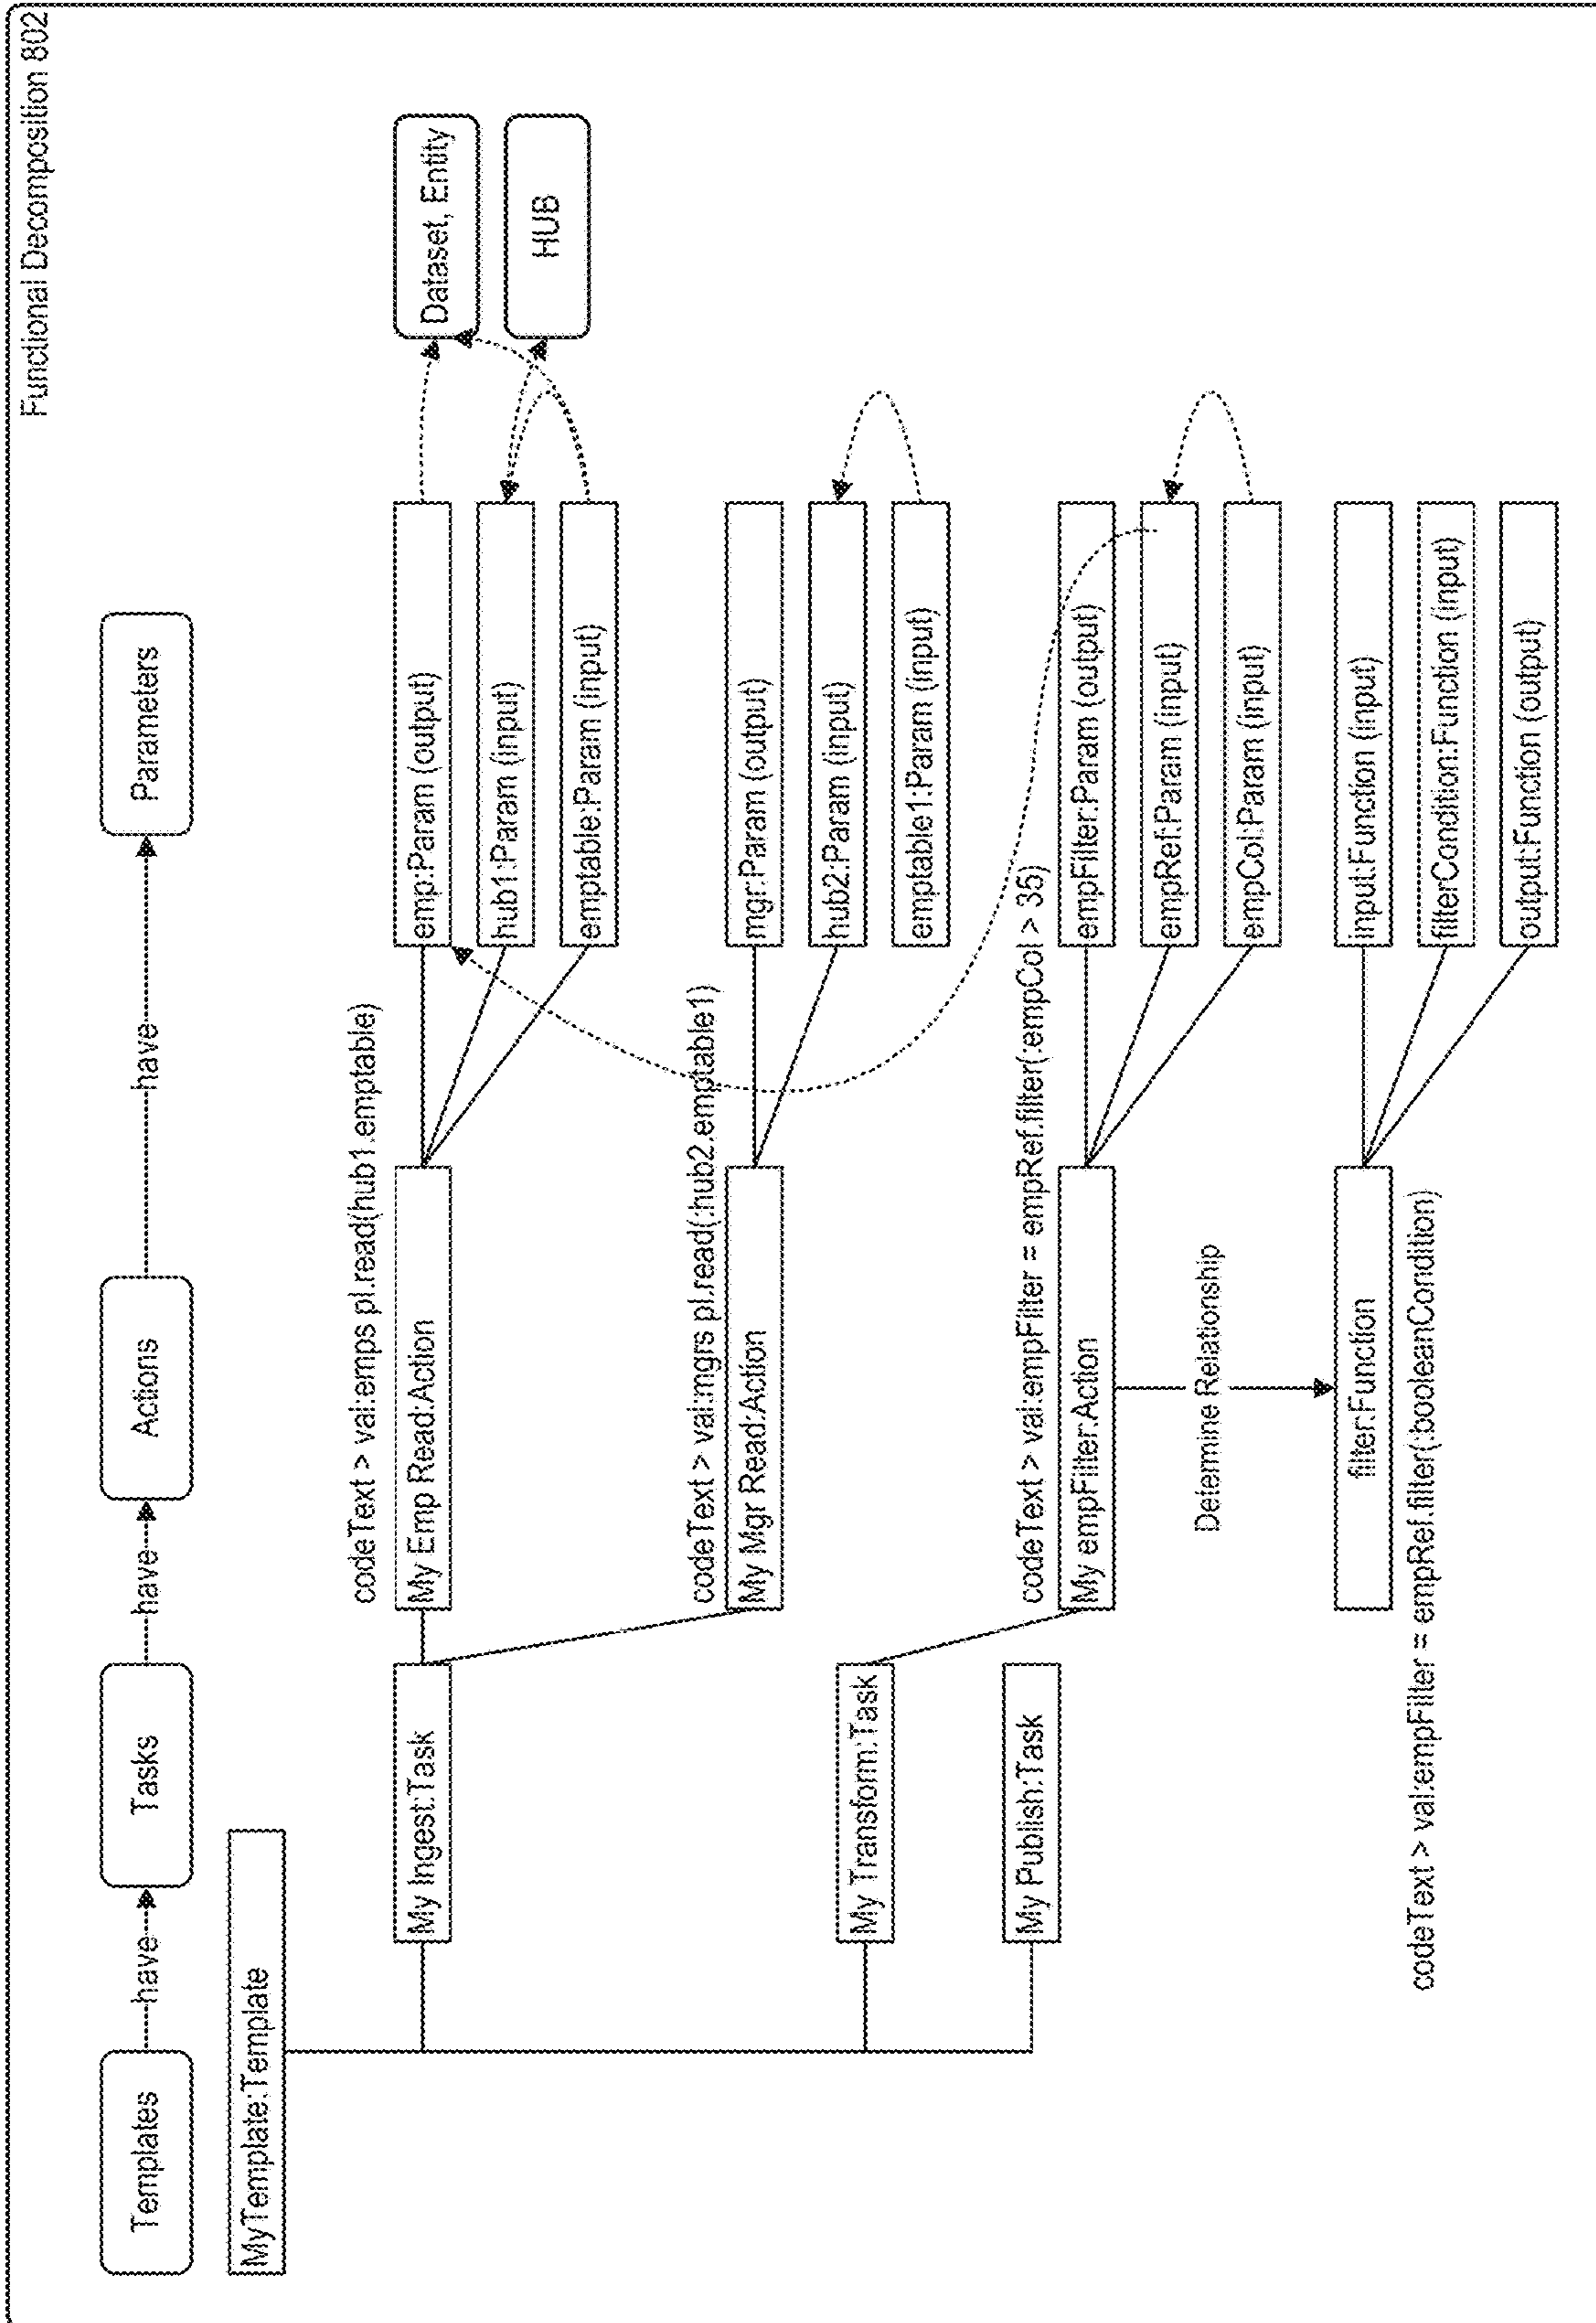 Functional Decomposition 802
Templates
have
Tasks
have
Actions
have
Parameters
MyTemplate:Template
codeText > val:emps pl.read(hub1.emptable)
My Ingest:Task
My Emp Read:Action
emp:Param (output)
Dataset, Entity
hub1:Param (input)
HUB
emptable:Param (input)
codeText > val:mgrs pl.read(:hub2.emptable1)
My Mgr Read:Action
mgr:Param (output)
hub2:Param (input)
My Transform:Task
emptable1:Param (input)
codeText > val:empFilter = empRef.filter(:empCol > 35)
My Publish:Task
My empFilter:Action
empFilter:Param (output)
empRef:Param (input)
Determine Relationship
empCol:Param (input)
filter:Function
input:Function (input)
codeText > val:empFilter = empRef.filter(:booleanCondition)
filterCondition:Function (input)
output:Function (output)